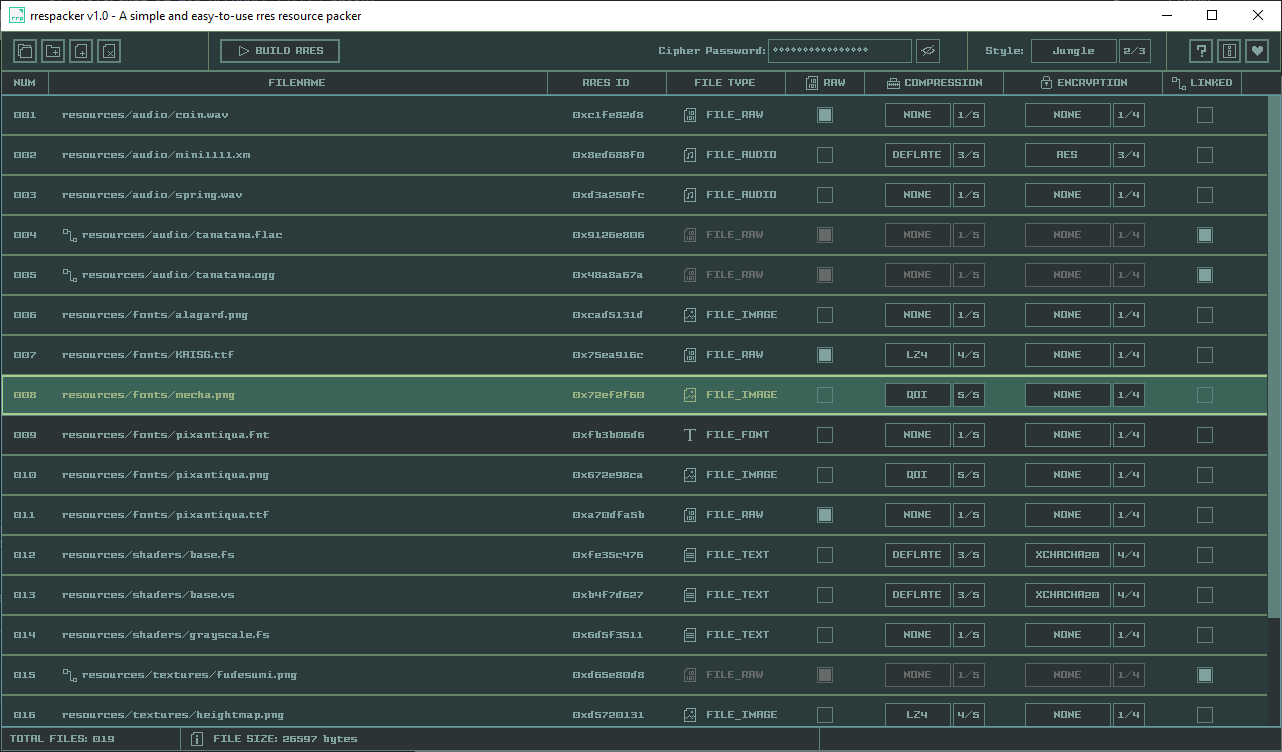 rrespacker v1.0 - A simple and easy-to-use rres resource packer
BUILD RRES Cipher Password: **************** Style: Jungle 2/3 ?
NUM FILENAME RRES ID FILE TYPE RAW COMPRESSION ENCRYPTION LINKED
001 resources/audio/coin.wav 0xc1fe82d8 FILE_RAW NONE 1/5 NONE 1/4
002 resources/audio/mini1111.xm 0x8ed688f0 FILE_AUDIO DEFLATE 3/5 AES 3/4
003 resources/audio/spring.wav 0xd3a250fc FILE_AUDIO NONE 1/5 NONE 1/4
004 resources/audio/tanatana.flac 0x9126e806 FILE_RAW NONE 1/5 NONE 1/4
005 resources/audio/tanatana.ogg 0x48a8a67a FILE_RAW NONE 1/5 NONE 1/4
006 resources/fonts/alagard.png 0xcad5131d FILE_IMAGE NONE 1/5 NONE 1/4
007 resources/fonts/KAISG.ttf 0x75ea916c FILE_RAW LZ4 4/5 NONE 1/4
008 resources/fonts/mecha.png 0x72ef2f60 FILE_IMAGE QOI 5/5 NONE 1/4
009 resources/fonts/pixantiqua.fnt 0xfb3b06d6 FILE_FONT NONE 1/5 NONE 1/4
010 resources/fonts/pixantiqua.png 0x672e98ca FILE_IMAGE QOI 5/5 NONE 1/4
011 resources/fonts/pixantiqua.ttf 0xa70dfa5b FILE_RAW NONE 1/5 NONE 1/4
012 resources/shaders/base.fs 0xfe35c476 FILE_TEXT DEFLATE 3/5 XCHACHA20 4/4
013 resources/shaders/base.vs 0xb4f7d627 FILE_TEXT DEFLATE 3/5 XCHACHA20 4/4
014 resources/shaders/grayscale.fs 0x6d5f3511 FILE_TEXT NONE 1/5 NONE 1/4
015 resources/textures/fudesumi.png 0xd65e80d8 FILE_RAW NONE 1/5 NONE 1/4
016 resources/textures/heightmap.png 0xd5720131 FILE_IMAGE LZ4 4/5 NONE 1/4
TOTAL FILES: 019 FILE SIZE: 26597 bytes